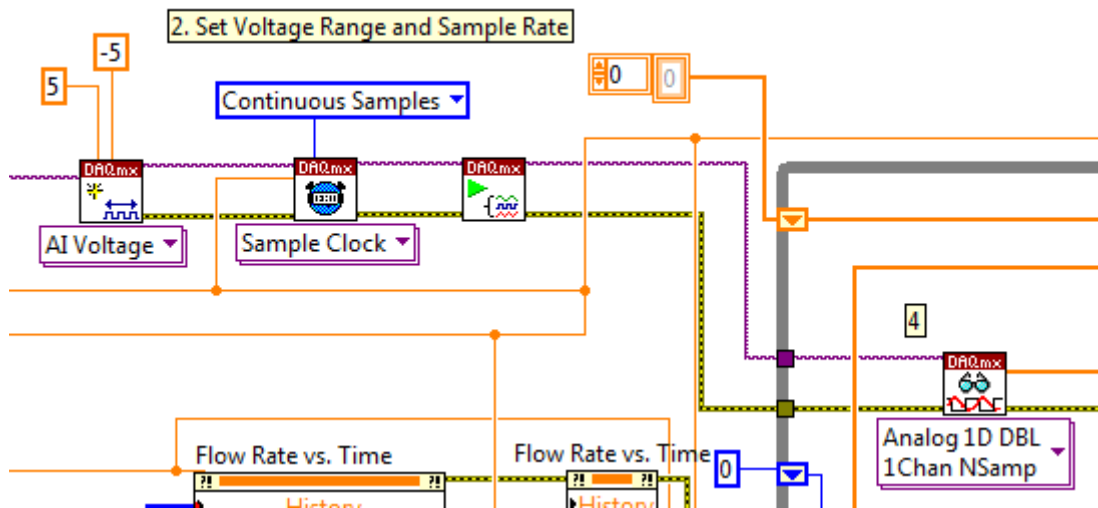 2. Set Voltage Range and Sample Rate
-5
5
0
0
Continuous Samples
DAQmx
DAQmx
DAQmx
AI Voltage
Sample Clock
4
DAQmx
Analog 1D DBL
1Chan NSamp
Flow Rate vs. Time
Flow Rate vs. Time
0
?!
?!
?!
?!
History
History